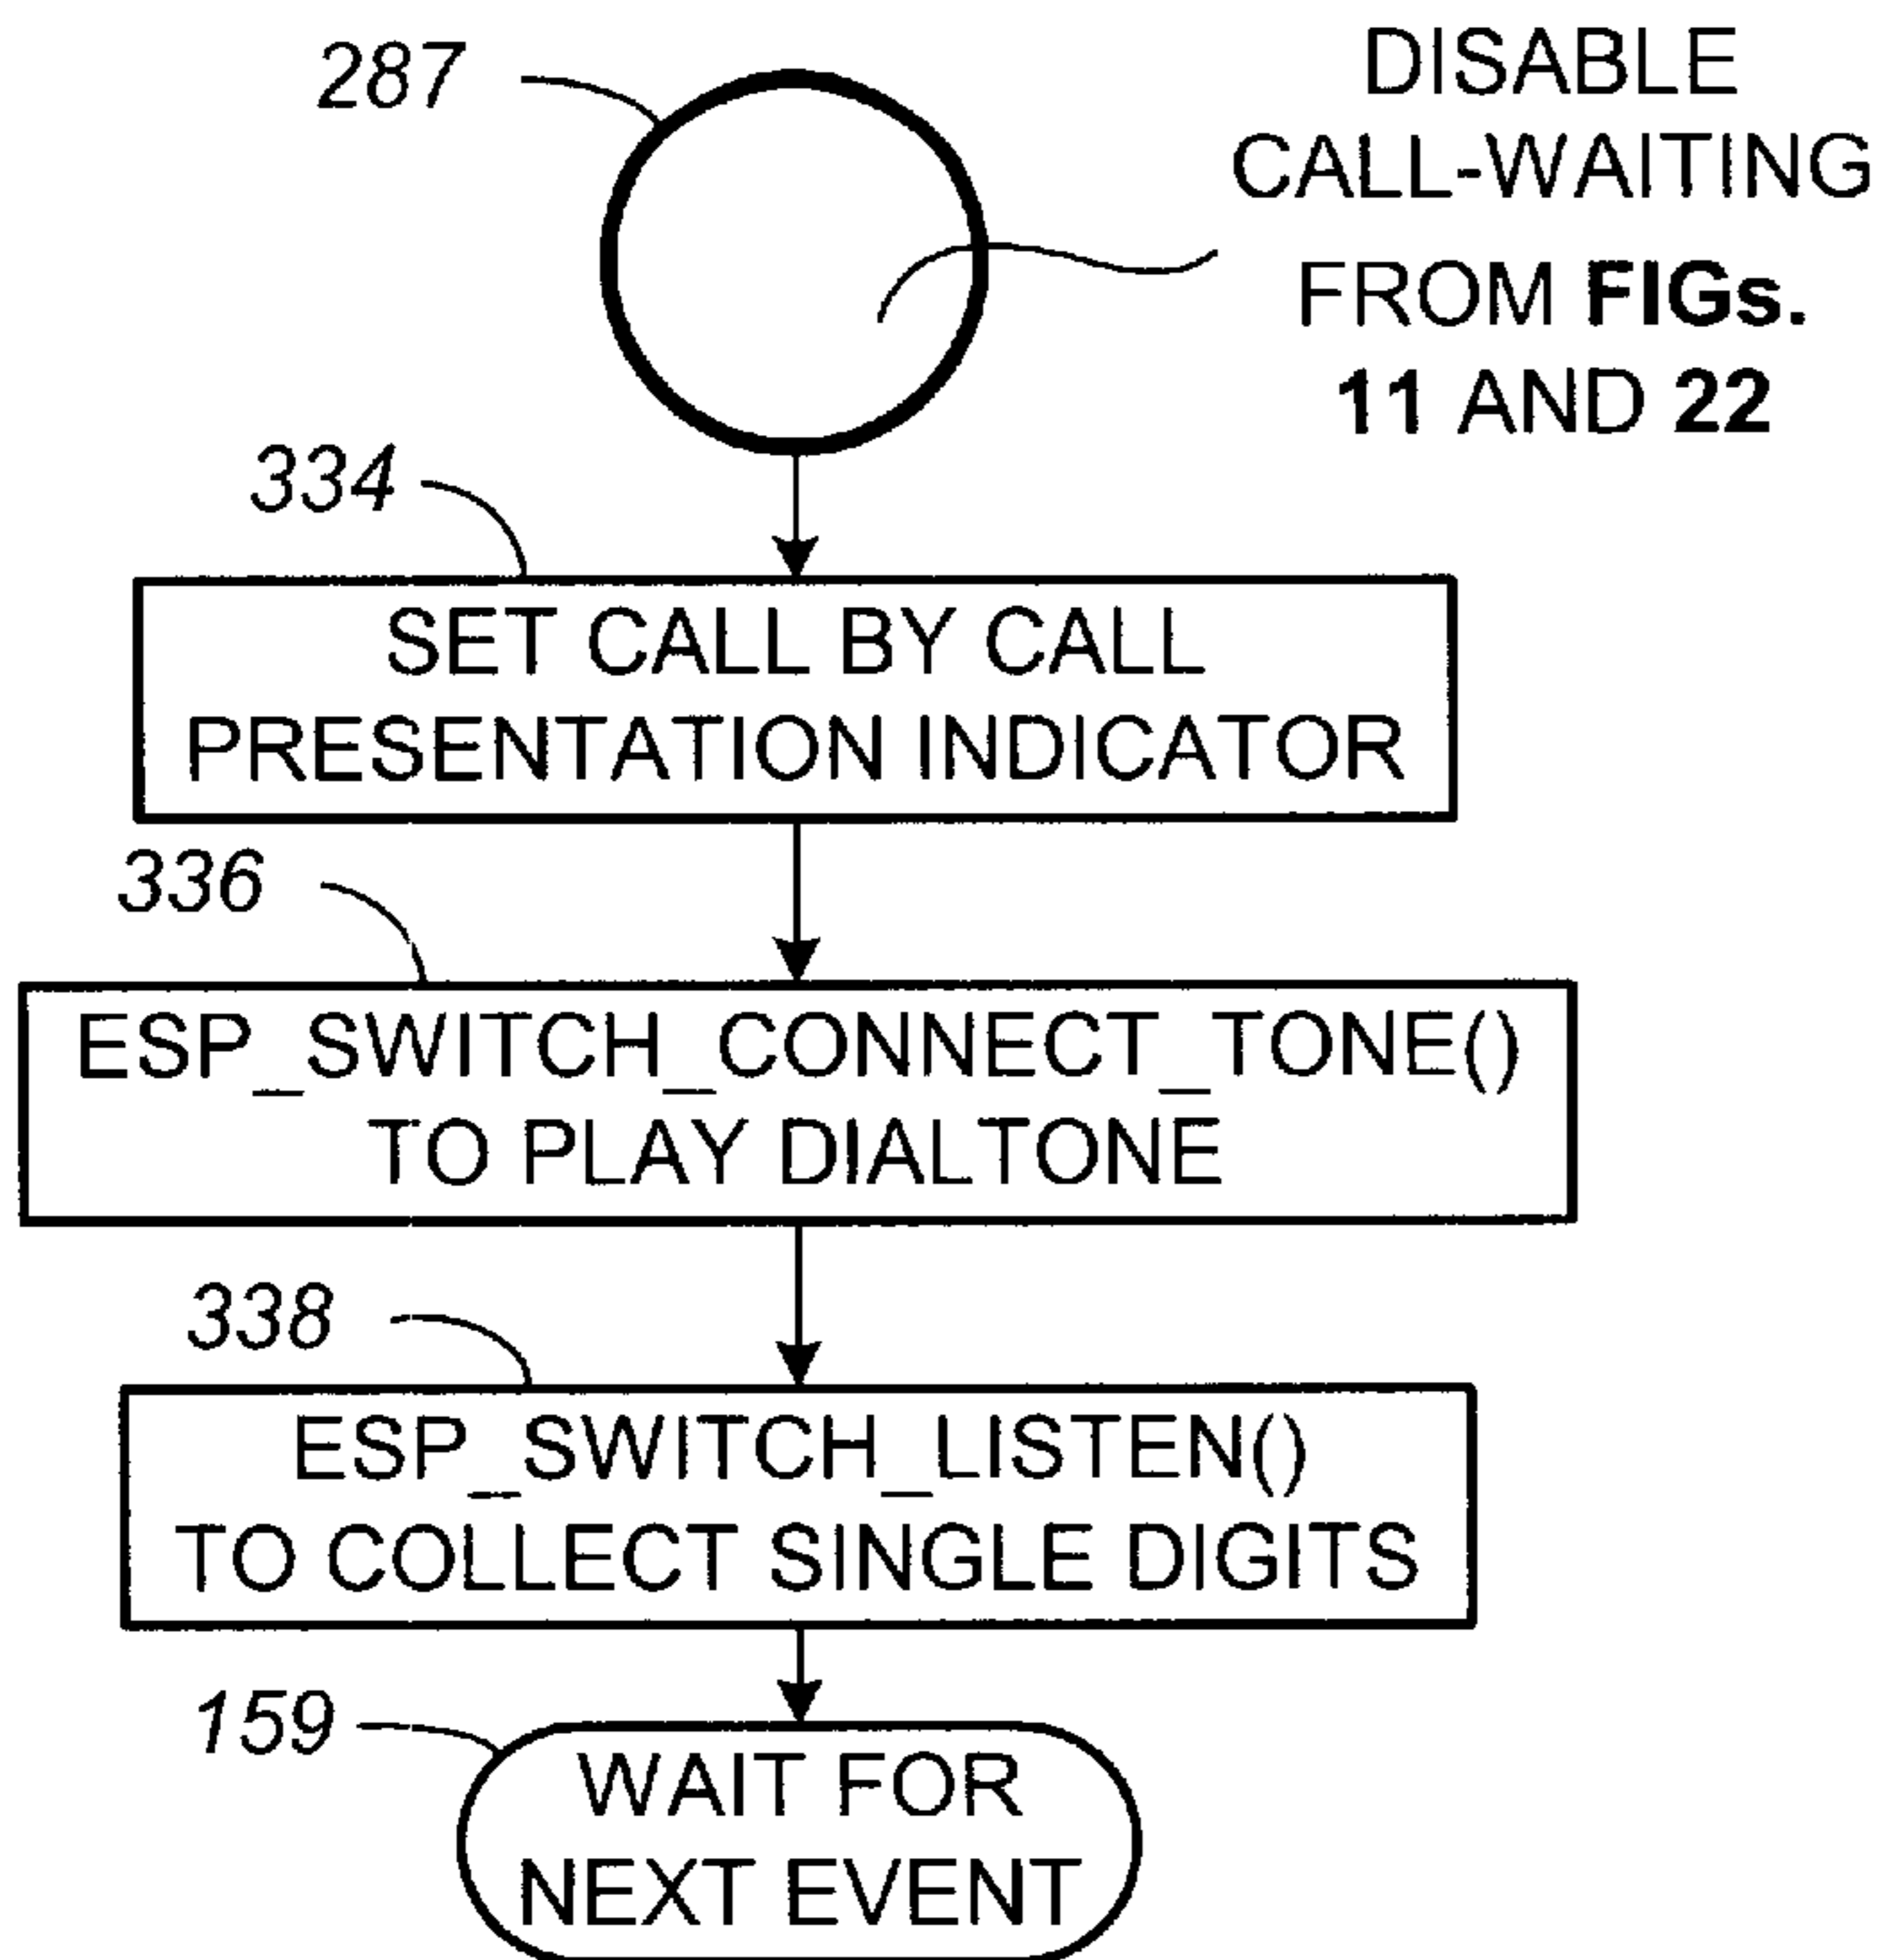 287
DISABLE
CALL-WAITING
FROM FIGs.
11 AND 22
334
SET CALL BY CALL
PRESENTATION INDICATOR
336
ESP_SWITCH_CONNECT_TONE()
TO PLAY DIALTONE
338
ESP_SWITCH_LISTEN()
TO COLLECT SINGLE DIGITS
159
WAIT FOR
NEXT EVENT